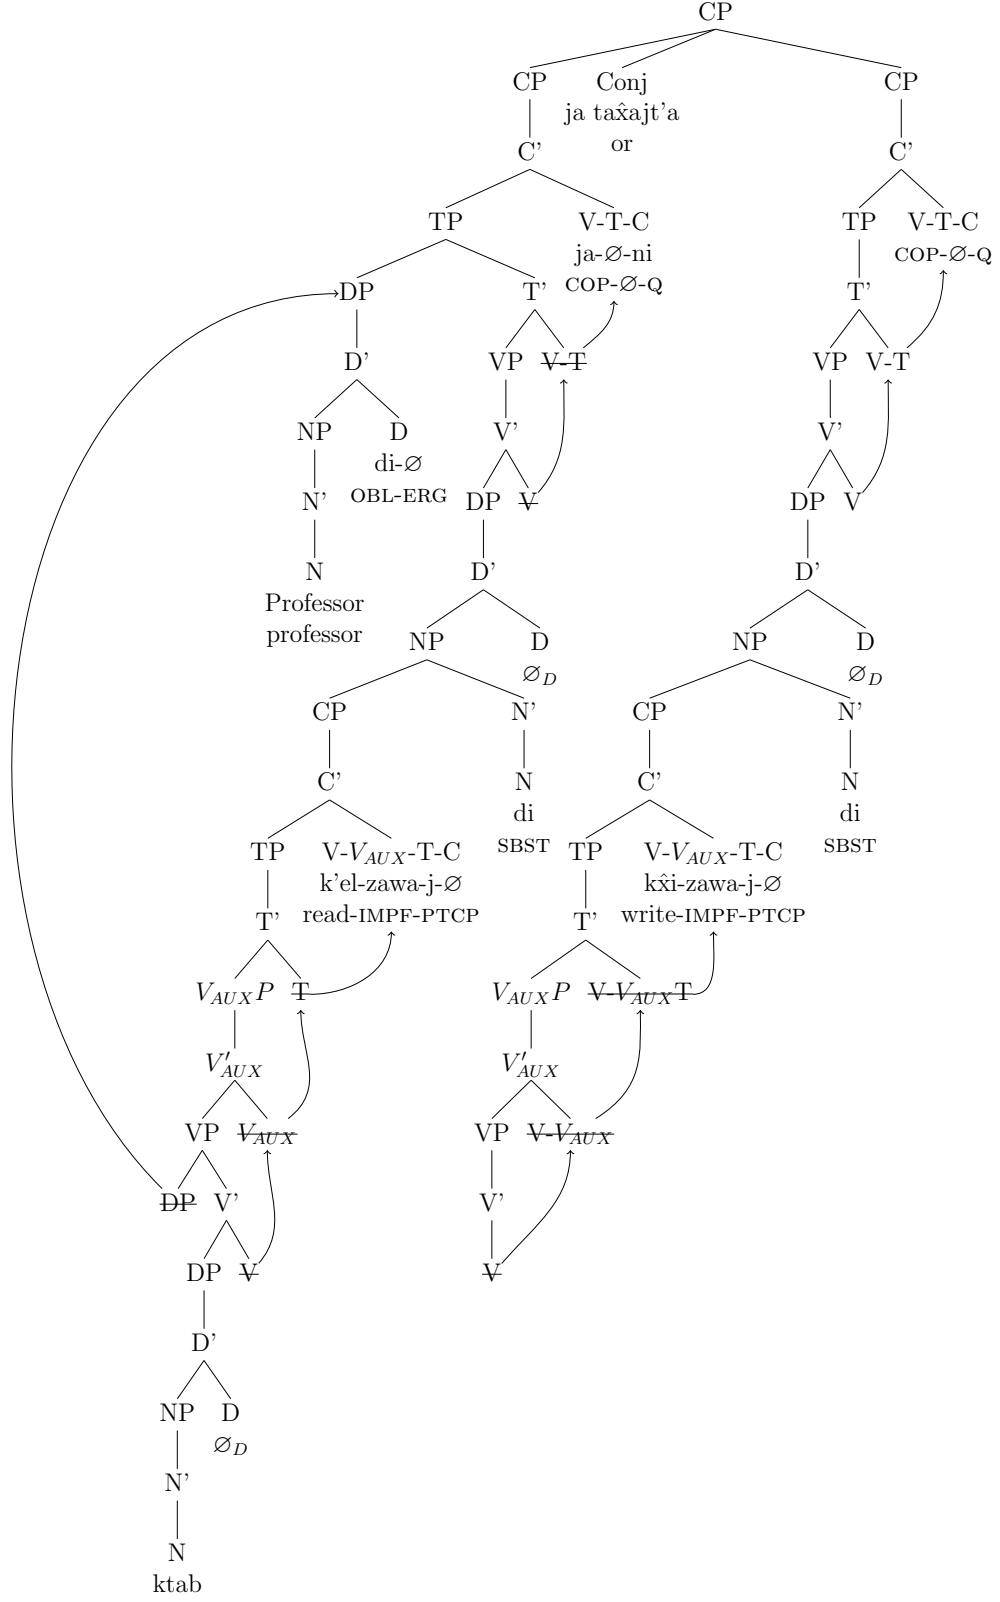 CP
CP Conj CP
ja tax̂ajt'a
or
C' C'
TP V-T-C TP V-T-C
ja-∅-ni COP-∅-Q
COP-∅-Q
DP T' T'
D' VP V-T VP V-T
NP D V' V'
di-∅
OBL-ERG
N' DP V DP V
N D' D'
Professor
professor
NP D NP D
∅D ∅D
CP N' CP N'
C' N C' N
di di
SBST SBST
TP V-VAUX-T-C TP V-VAUX-T-C
k'el-zawa-j-∅ kx̂i-zawa-j-∅
read-IMPF-PTCP write-IMPF-PTCP
T' T'
VAUXP T VAUXP V-VAUXT
V'AUX V'AUX
VP VAUX VP V-VAUX
DP V' V'
DP V V
D'
NP D
∅D
N'
N
ktab